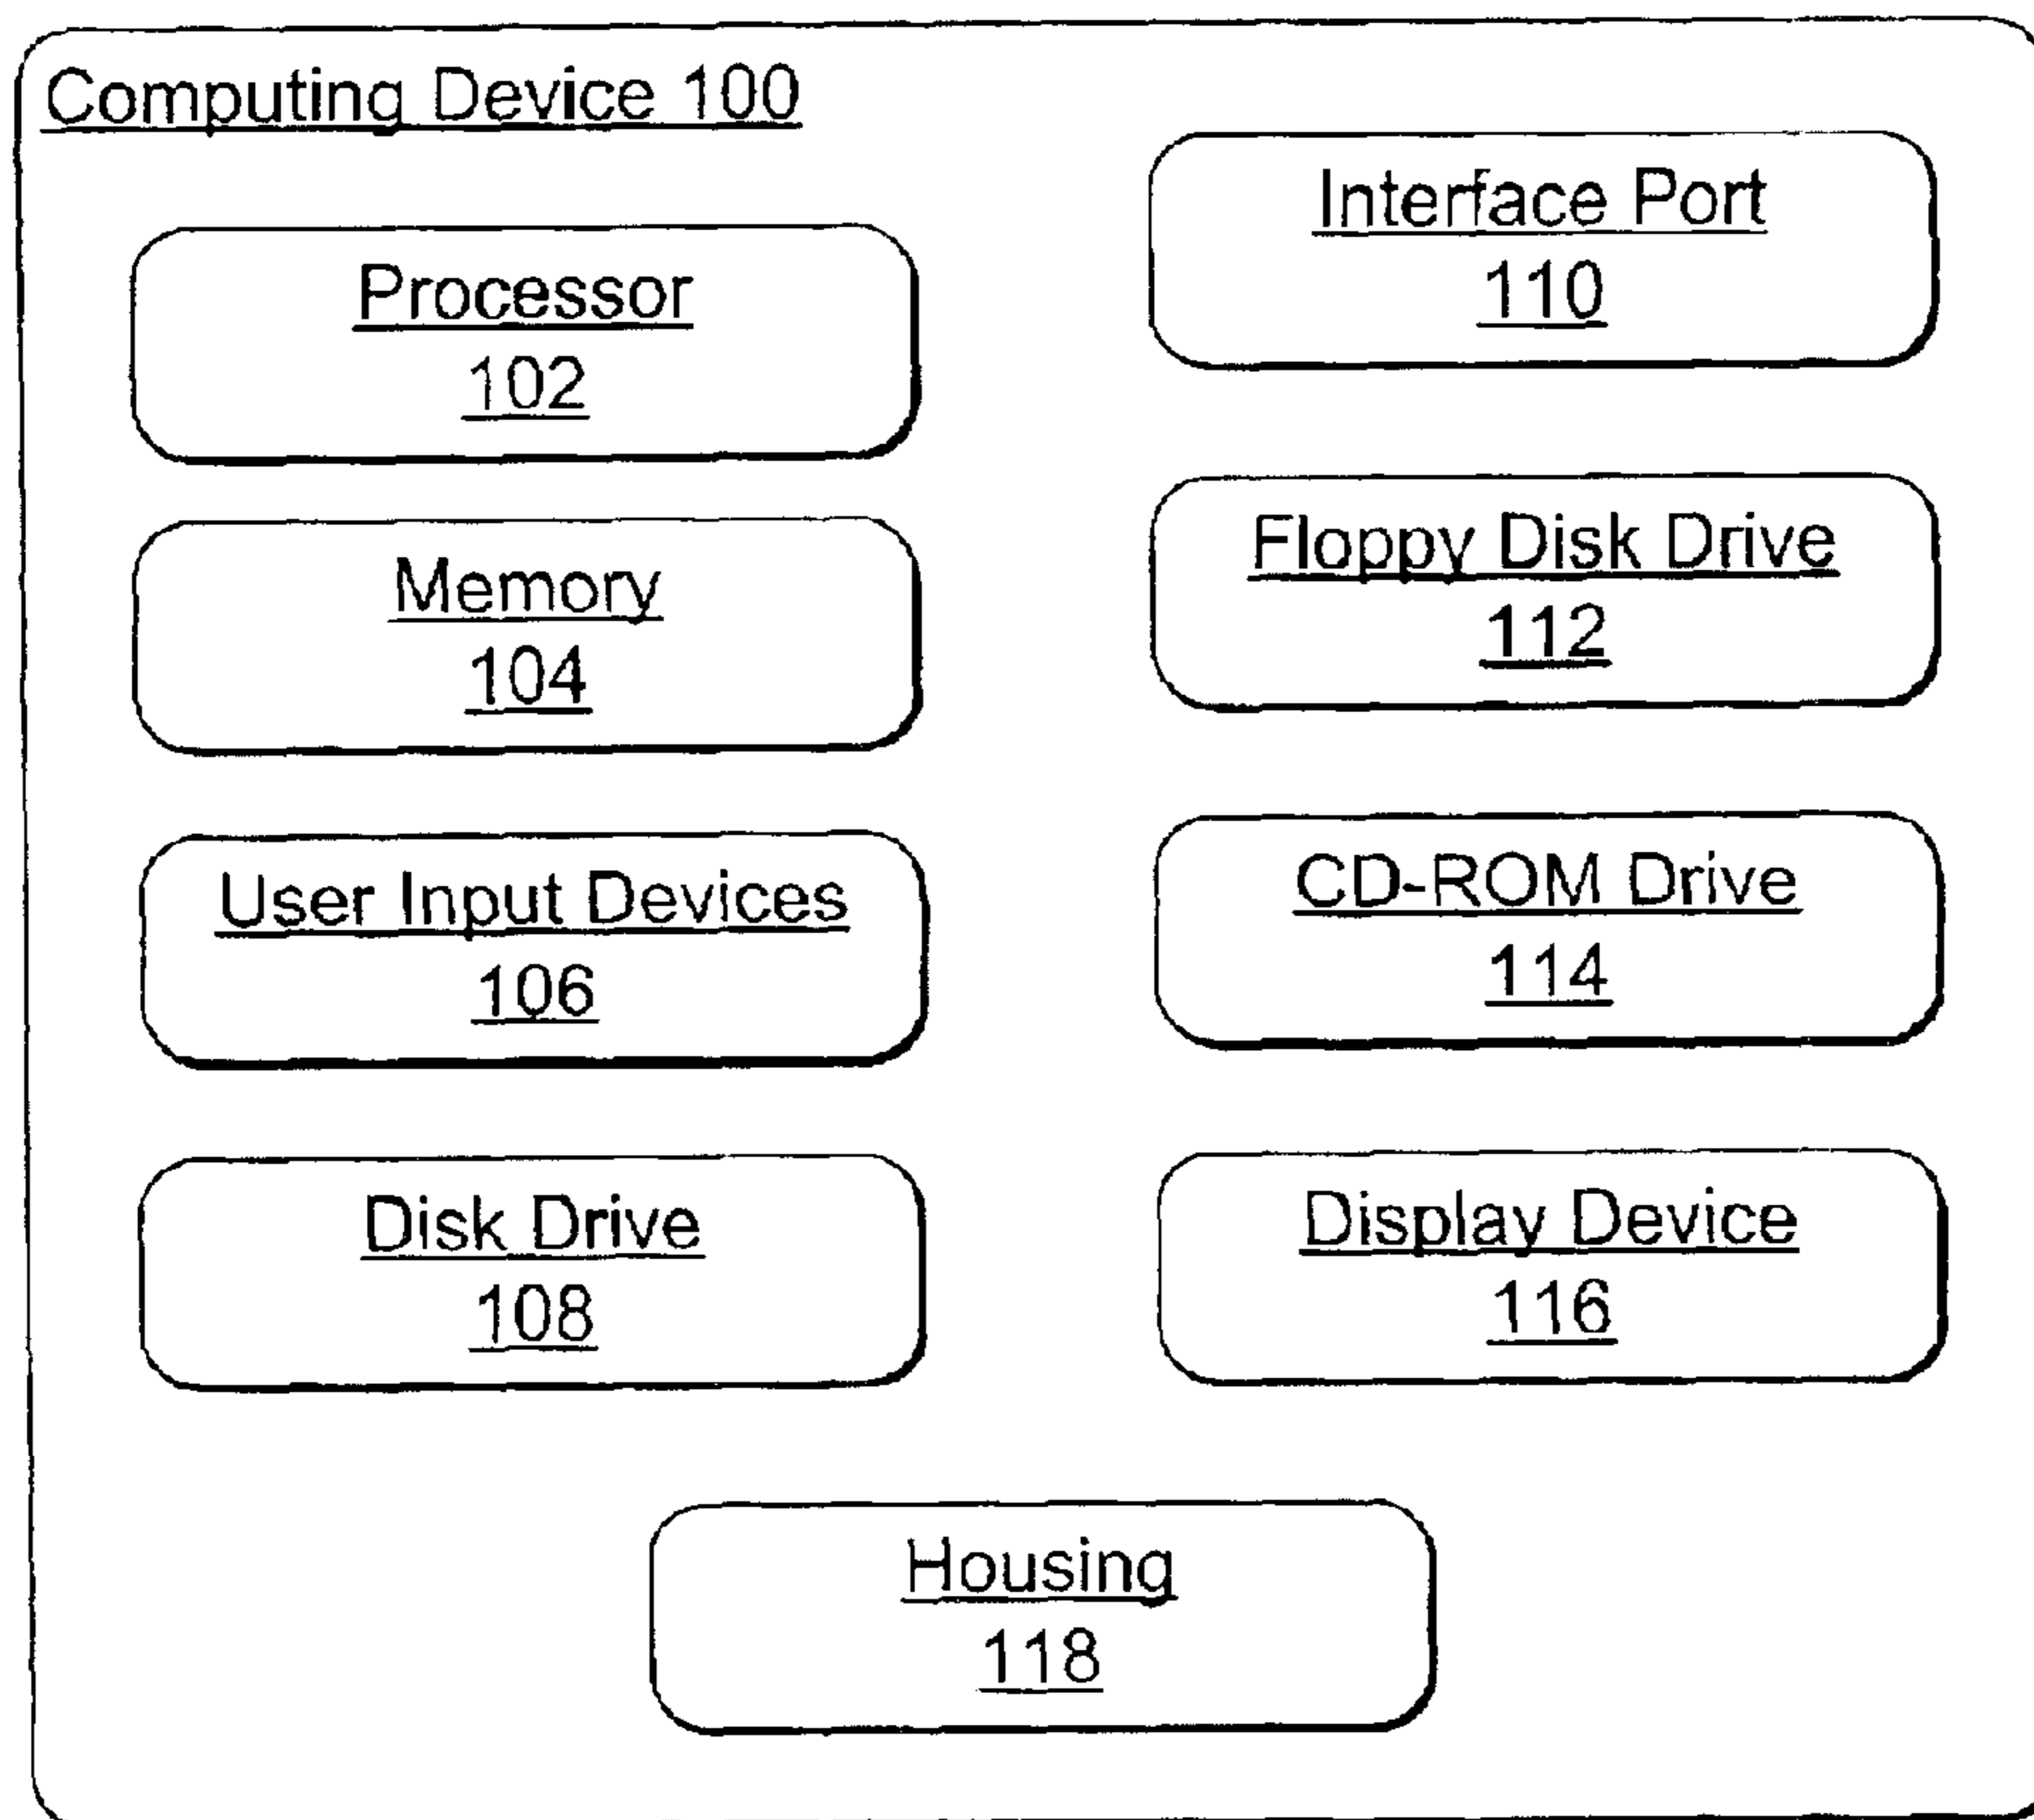 Computing Device 100
Processor
102
Memory
104
User Input Devices
106
Disk Drive
108
Interface Port
110
Floppy Disk Drive
112
CD-ROM Drive
114
Display Device
116
Housing
118